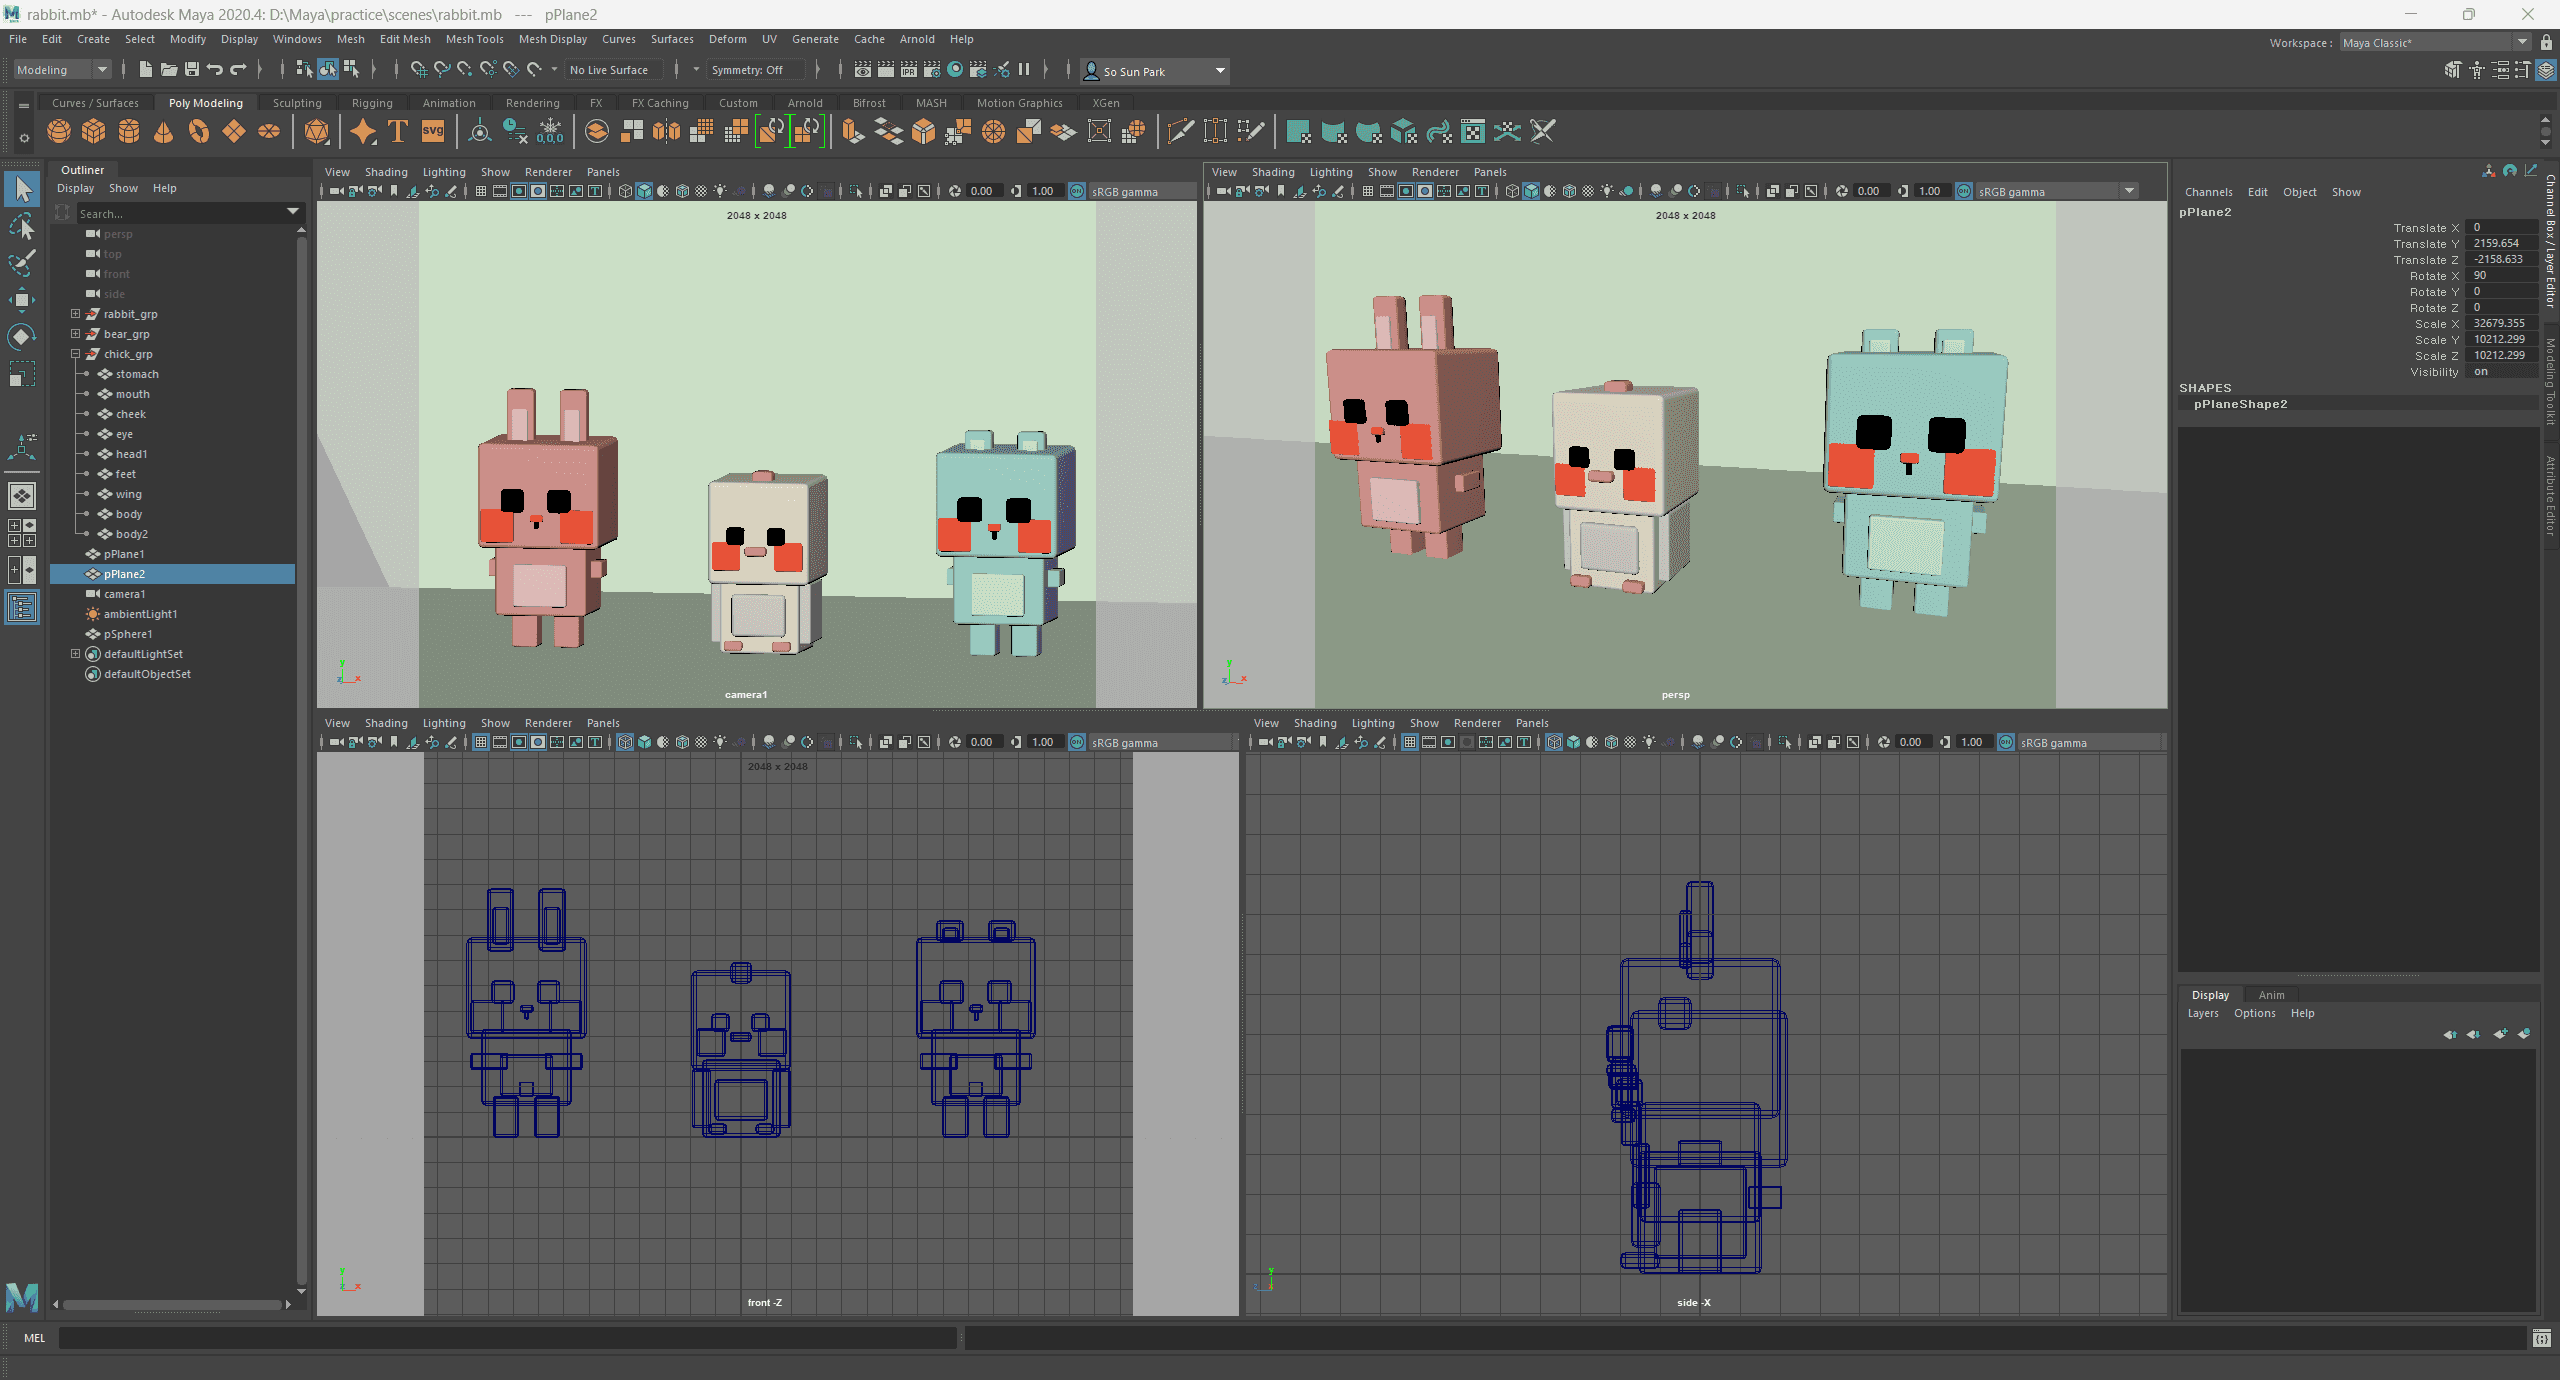 rabbit.mb* - Autodesk Maya 2020.4: D:\Maya\practice\scenes\rabbit.mb   ---   pPlane2
File Edit Create Select Modify Display Windows Mesh Edit Mesh Mesh Tools Mesh Display Curves Surfaces Deform UV Generate Cache Arnold Help
Workspace : Maya Classic*
Modeling No Live Surface Symmetry: Off IPR So Sun Park
Curves / Surfaces Poly Modeling Sculpting Rigging Animation Rendering FX FX Caching Custom Arnold Bifrost MASH Motion Graphics XGen
T SVG 0,0,0
Outliner
Display Show Help
Search...
persp
top
front
side
rabbit_grp
bear_grp
chick_grp
stomach
mouth
cheek
eye
head1
feet
wing
body
body2
pPlane1
pPlane2
camera1
ambientLight1
pSphere1
defaultLightSet
defaultObjectSet
View Shading Lighting Show Renderer Panels
0.00 1.00 ON sRGB gamma
2048 x 2048
y
z x
camera1
View Shading Lighting Show Renderer Panels
0.00 1.00 ON sRGB gamma
2048 x 2048
y
z x
persp
View Shading Lighting Show Renderer Panels
0.00 1.00 ON sRGB gamma
2048 x 2048
y
z x
front -Z
View Shading Lighting Show Renderer Panels
0.00 1.00 ON sRGB gamma
y
side -X
Channels Edit Object Show
pPlane2
Translate X 0
Translate Y 2159.654
Translate Z -2158.633
Rotate X 90
Rotate Y 0
Rotate Z 0
Scale X 32679.355
Scale Y 10212.299
Scale Z 10212.299
Visibility on
SHAPES
pPlaneShape2
Channel Box / Layer Editor
Modeling Toolkit
Attribute Editor
Display Anim
Layers Options Help
MEL